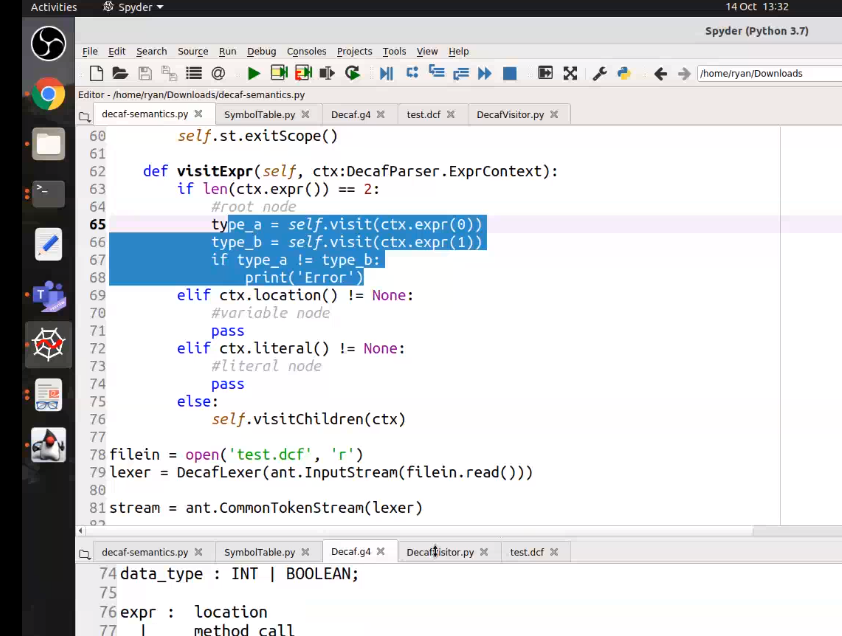 Activities Spyder 14 Oct 13:32
Spyder (Python 3.7)
File Edit Search Source Run Debug Consoles Projects Tools View Help
/home/ryan/Downloads
Editor - /home/ryan/Downloads/decaf-semantics.py
decaf-semantics.py SymbolTable.py Decaf.g4 test.dcf DecafVisitor.py
60 self.st.exitScope()
61
62 def visitExpr(self, ctx:DecafParser.ExprContext):
63 if len(ctx.expr()) == 2:
64 #root node
65 type_a = self.visit(ctx.expr(0))
66 type_b = self.visit(ctx.expr(1))
67 if type_a != type_b:
68 print('Error')
69 elif ctx.location() != None:
70 #variable node
71 pass
72 elif ctx.literal() != None:
73 #literal node
74 pass
75 else:
76 self.visitChildren(ctx)
77
78 filein = open('test.dcf', 'r')
79 lexer = DecafLexer(ant.InputStream(filein.read()))
80
81 stream = ant.CommonTokenStream(lexer)
82
decaf-semantics.py SymbolTable.py Decaf.g4 DecafVisitor.py test.dcf
74 data_type : INT | BOOLEAN;
75
76 expr : location
77 | method_call